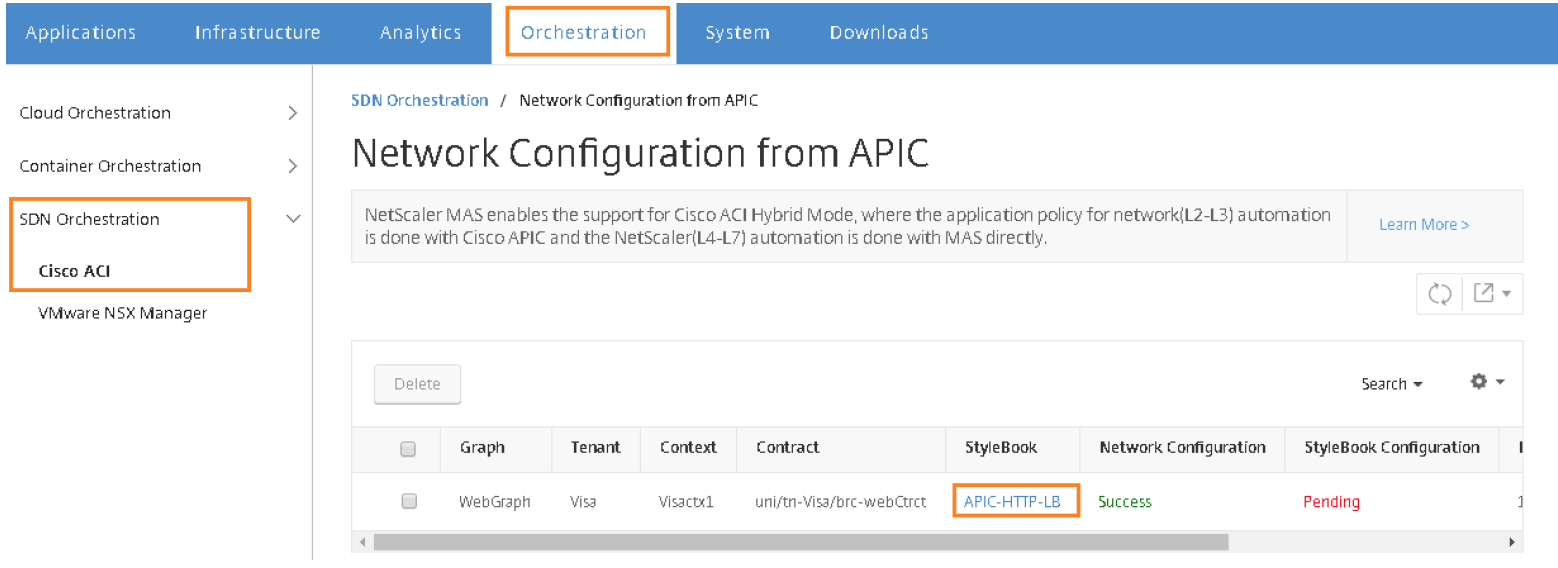 Applications Infrastructure Analytics Orchestration System Downloads
Cloud Orchestration
Container Orchestration
SDN Orchestration
Cisco ACI
VMware NSX Manager
SDN Orchestration / Network Configuration from APIC
Network Configuration from APIC
NetScaler MAS enables the support for Cisco ACI Hybrid Mode, where the application policy for network(L2-L3) automation
is done with Cisco APIC and the NetScaler(L4-L7) automation is done with MAS directly.
Learn More >
Delete
Search
Graph Tenant Context Contract StyleBook Network Configuration StyleBook Configuration
WebGraph Visa Visactx1 uni/tn-Visa/brc-webCtrct APIC-HTTP-LB Success Pending